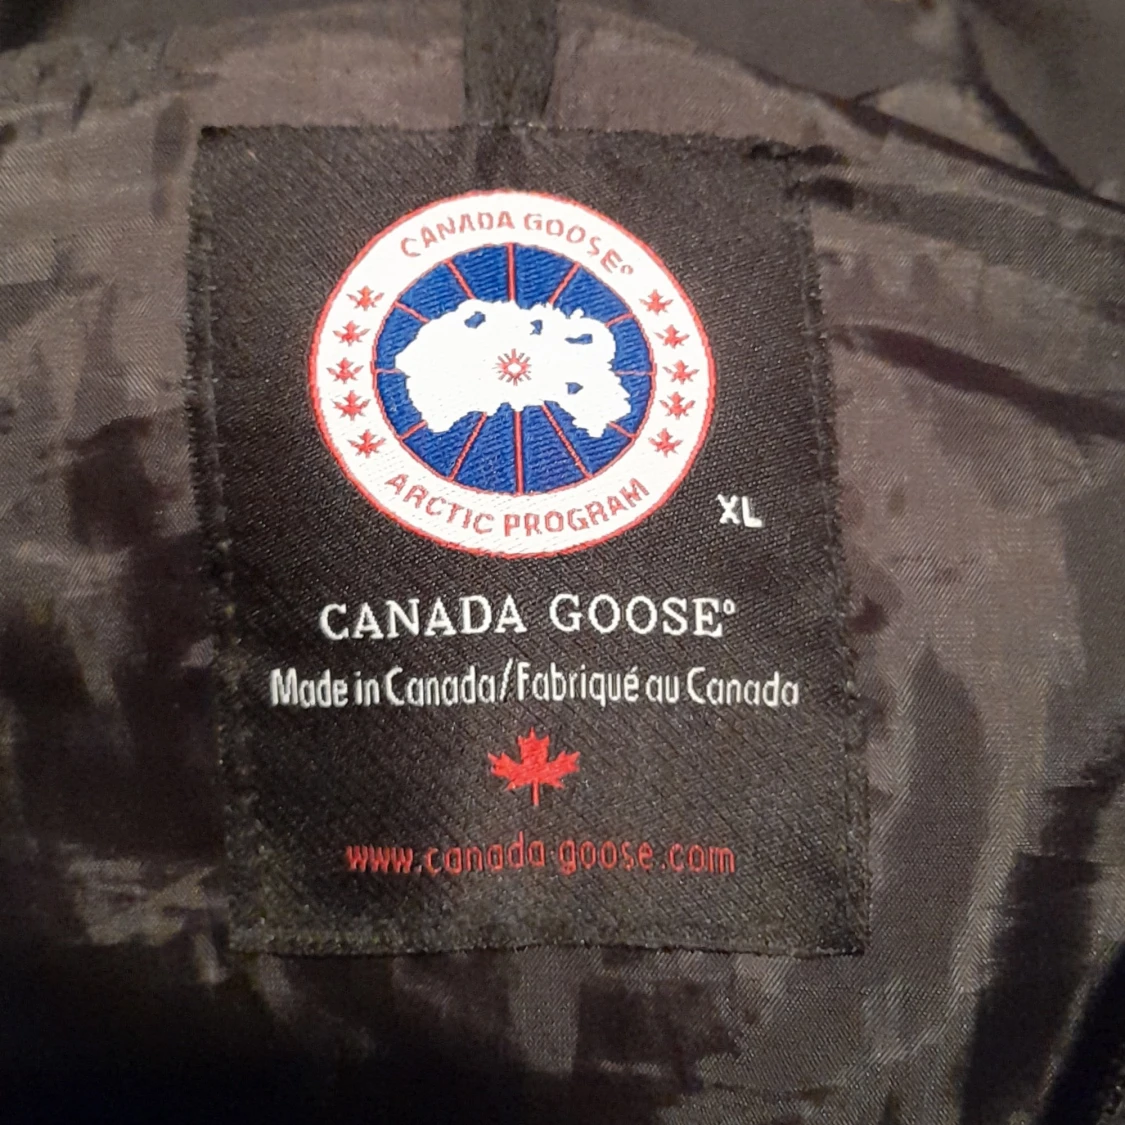 CANADA GOOSE°
ARCTIC PROGRAM
XL
CANADA GOOSE°
Made in Canada/Fabriqué au Canada
www.canada-goose.com